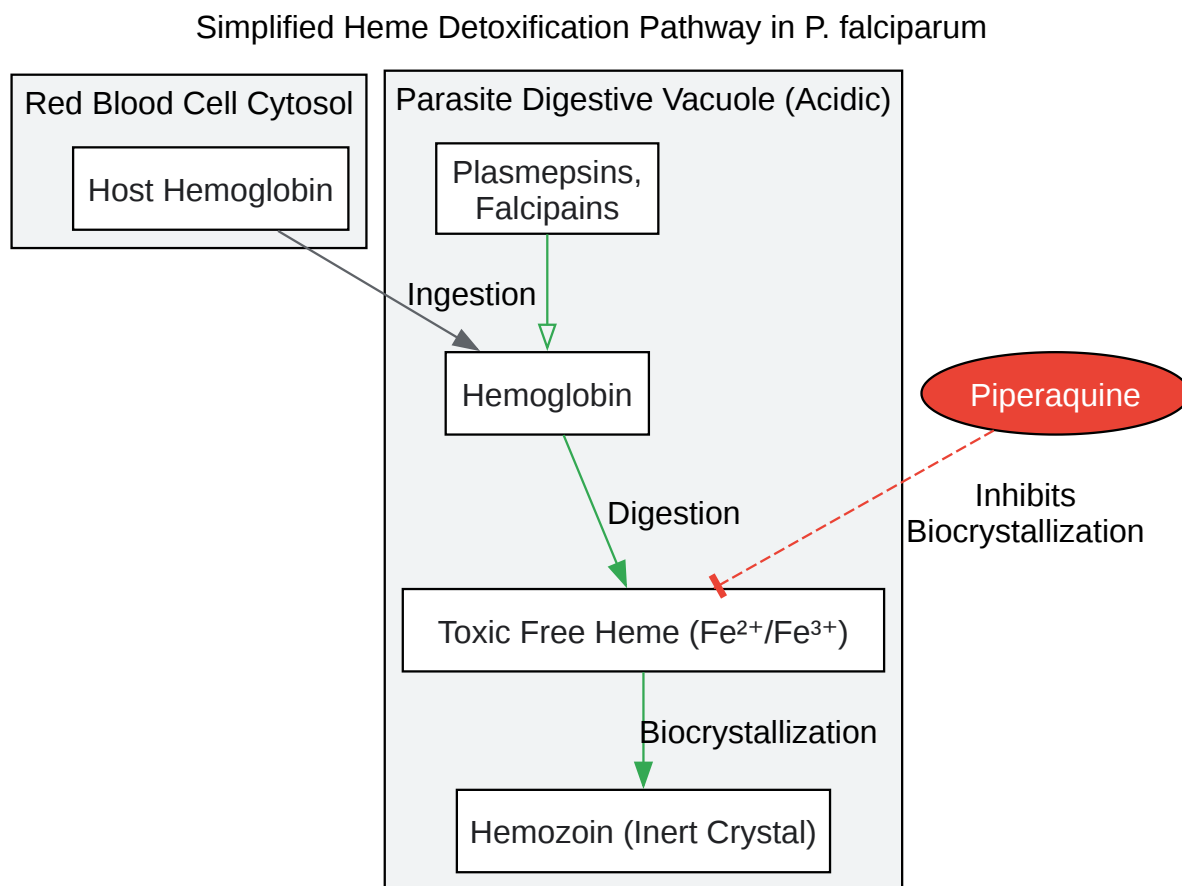 Simplified Heme Detoxification Pathway in P. falciparum
Red Blood Cell Cytosol
Host Hemoglobin
Parasite Digestive Vacuole (Acidic)
Plasmepsins,
Falcipains
Ingestion
Hemoglobin
Piperaquine
Digestion
Inhibits
Biocrystallization
Toxic Free Heme (Fe²⁺/Fe³⁺)
Biocrystallization
Hemozoin (Inert Crystal)